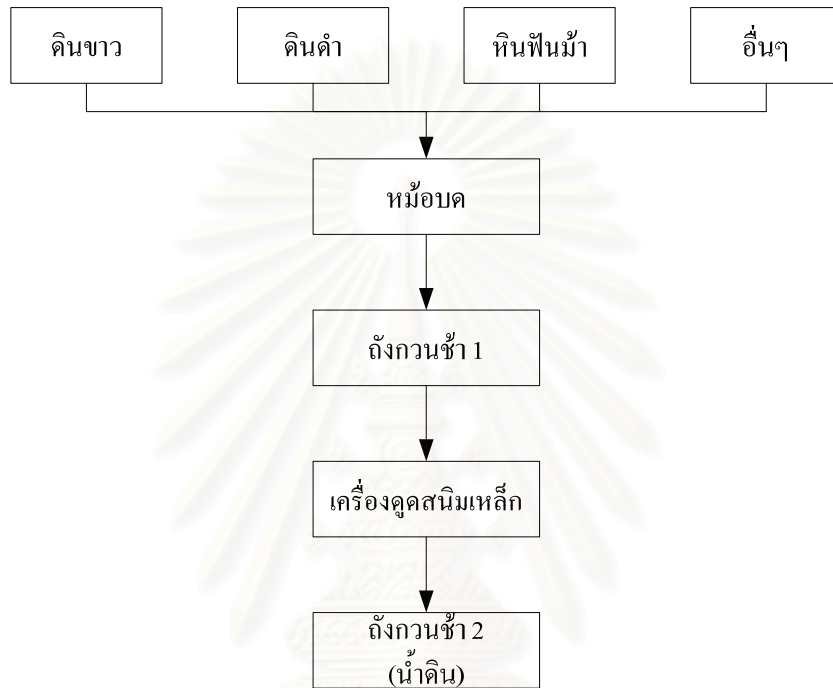 ดินขาว
ดินดำ
หินฟันม้า
อื่นๆ
หม้อบด
ถังกวนช้า 1
เครื่องดูดสนิมเหล็ก
ถังกวนช้า 2
(น้ำดิน)